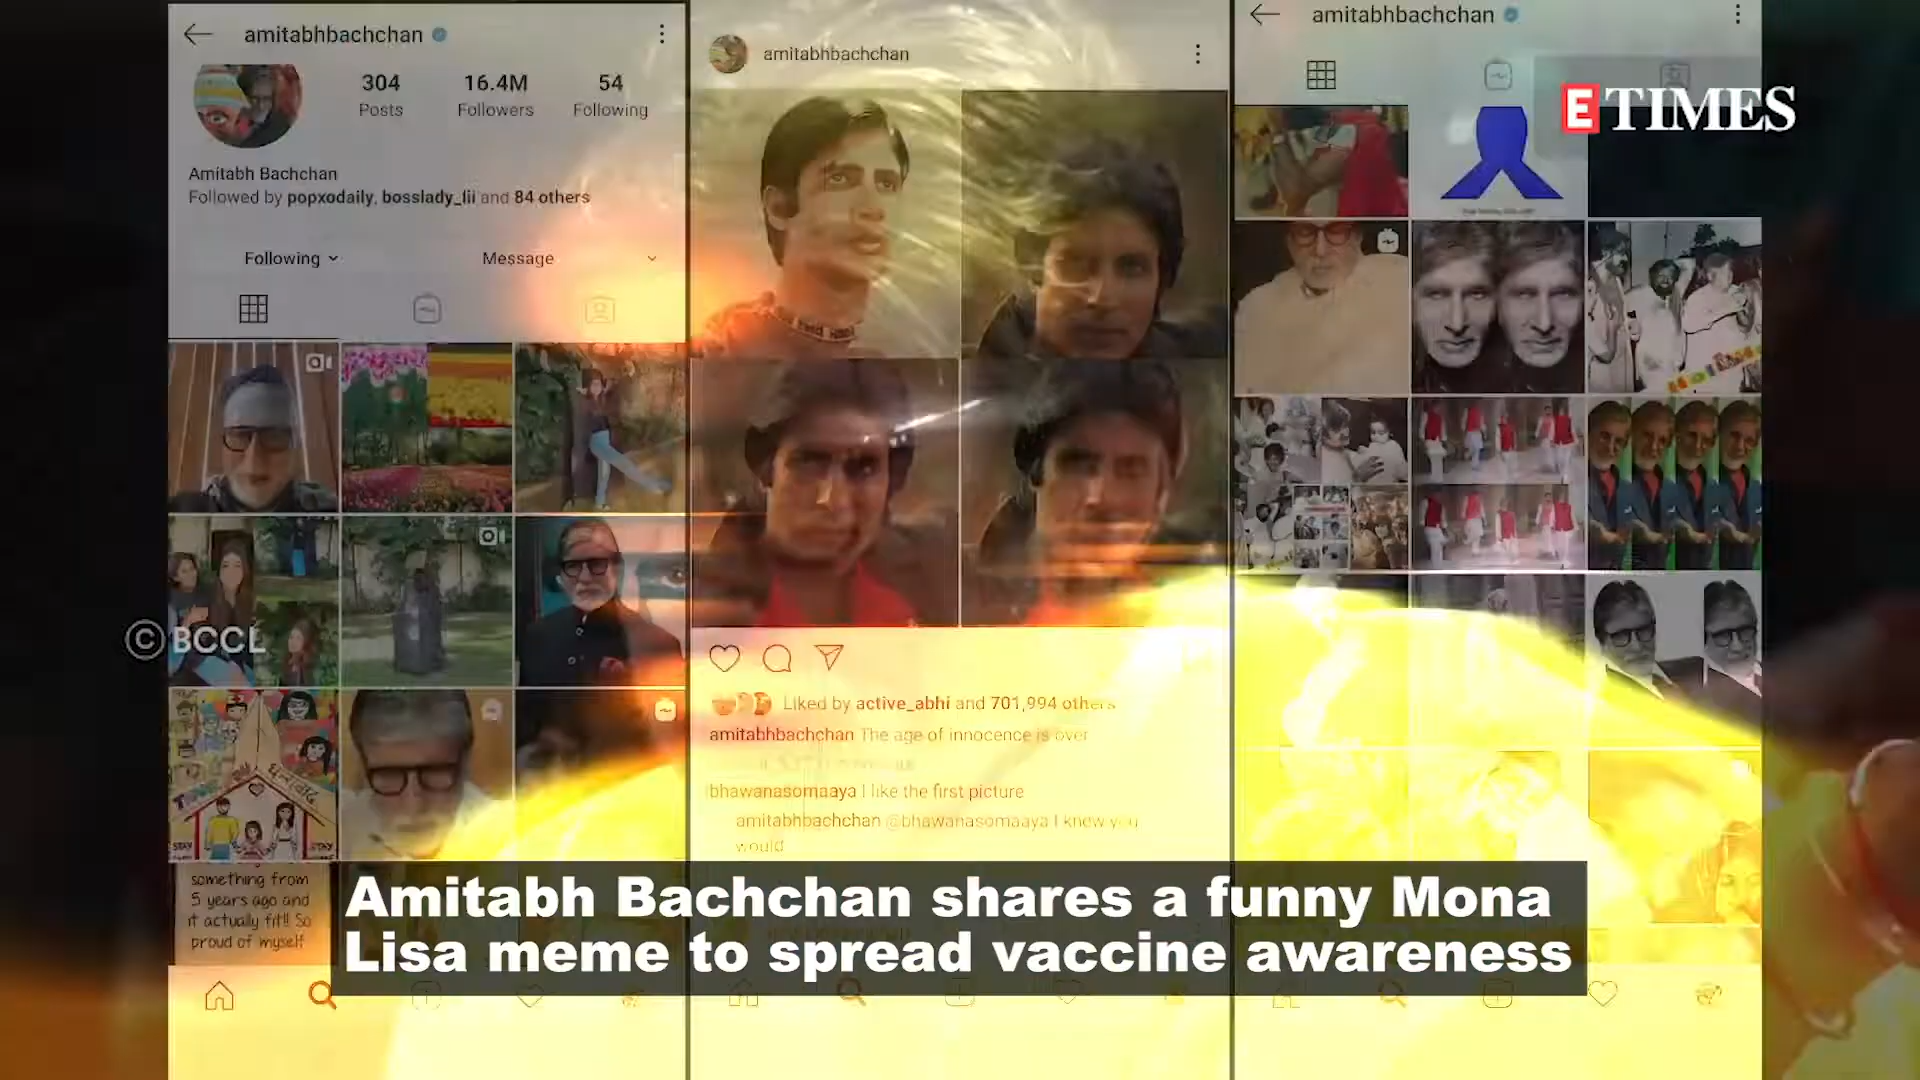 amitabhbachchan
304
16.4M
54
Posts
Followers
Following
Amitabh Bachchan
Followed by popxodaily, bosslady_lii and 84 others
Following
Message
something from
5 years ago and
it actually fit!! So
proud of myself
amitabhbachchan
Liked by active_abhi and 701,994 others
amitabhbachchan The age of innocence is over
bhawanasomaaya I like the first picture
amitabhbachchan @bhawanasomaaya I knew you
would
amitabhbachchan
E TIMES
© BCCL
Amitabh Bachchan shares a funny Mona
Lisa meme to spread vaccine awareness